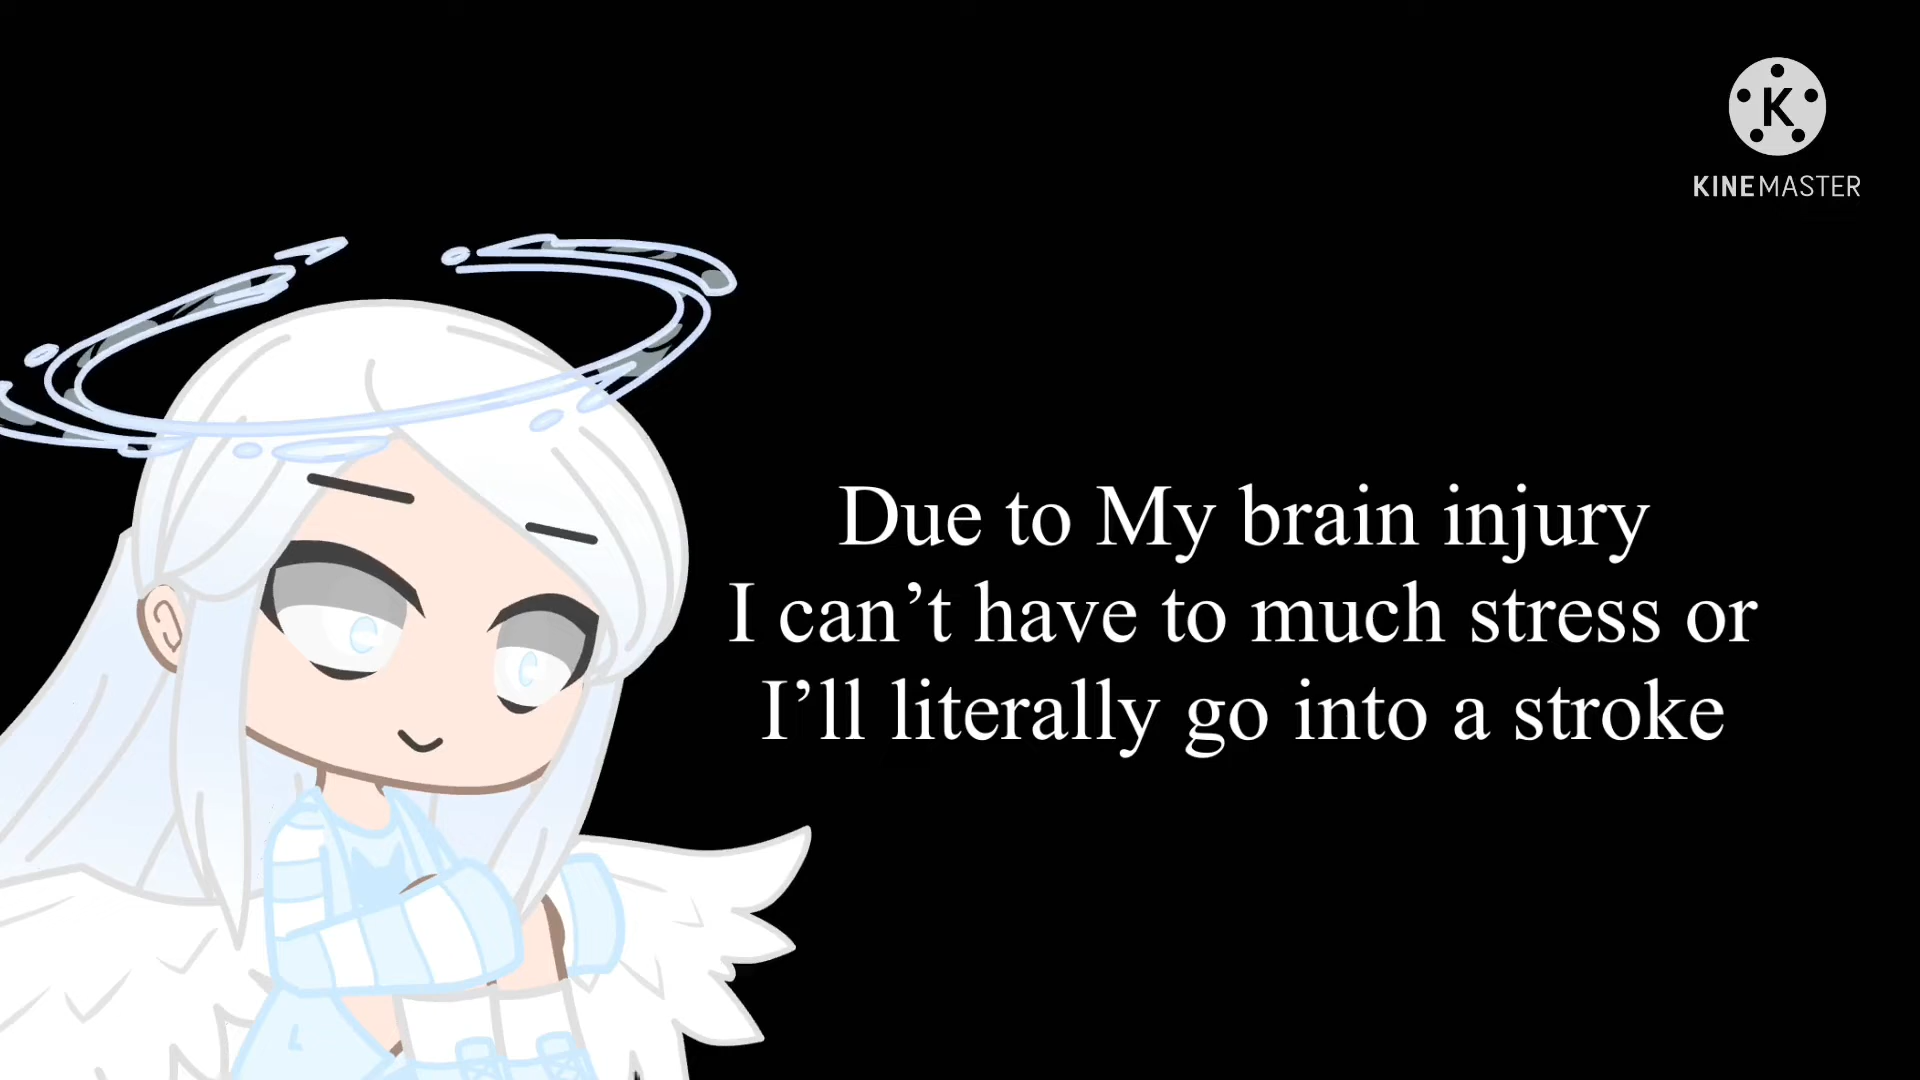 K
KINEMASTER
Due to My brain injury
I can’t have to much stress or
I’ll literally go into a stroke